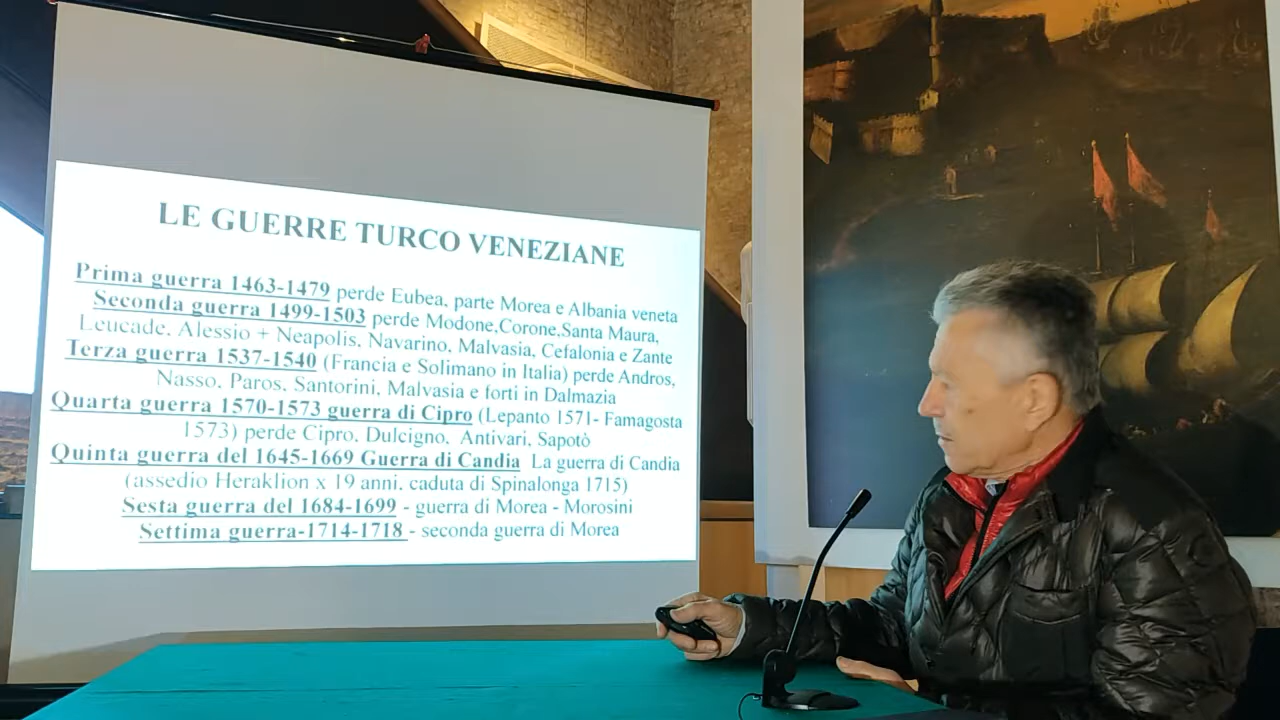 LE GUERRE TURCO VENEZIANE
Prima guerra 1463-1479 perde Eubea, parte Morea e Albania veneta
Seconda guerra 1499-1503 perde Modone,Corone,Santa Maura,
Leucade, Alessio + Neapolis, Navarino, Malvasia, Cefalonia e Zante
Terza guerra 1537-1540 (Francia e Solimano in Italia) perde Andros,
Nasso, Paros, Santorini, Malvasia e forti in Dalmazia
Quarta guerra 1570-1573 guerra di Cipro (Lepanto 1571- Famagosta
1573) perde Cipro, Dulcigno, Antivari, Sapotò
Quinta guerra del 1645-1669 Guerra di Candia La guerra di Candia
(assedio Heraklion x 19 anni, caduta di Spinalonga 1715)
Sesta guerra del 1684-1699 - guerra di Morea - Morosini
Settima guerra-1714-1718 - seconda guerra di Morea